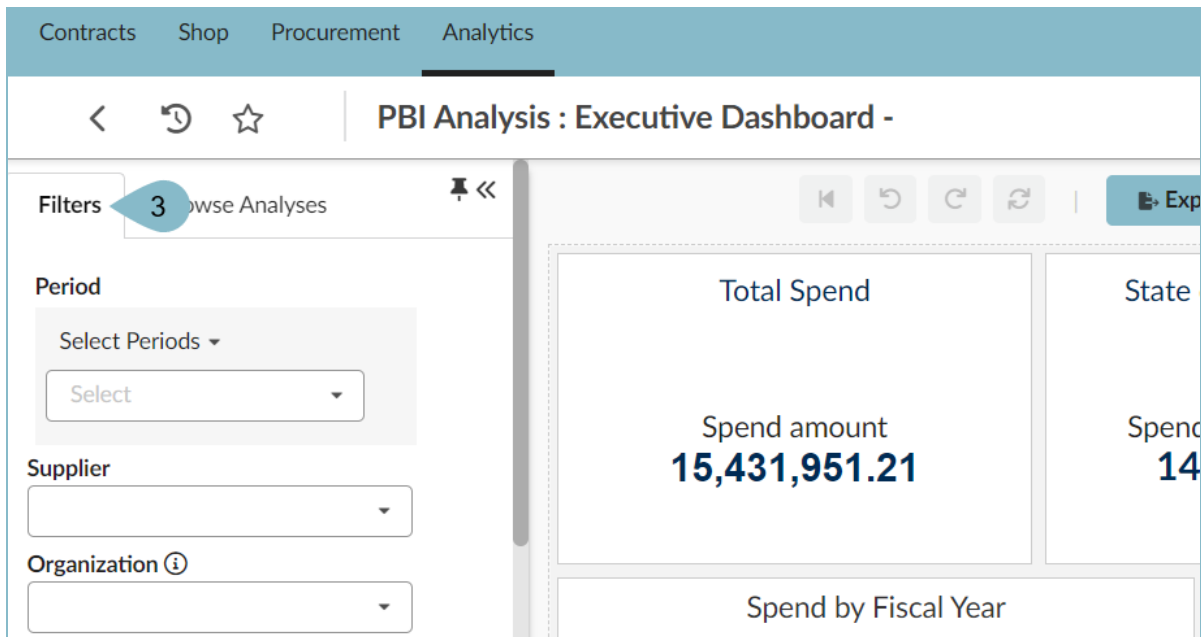 Contracts Shop Procurement Analytics
PBI Analysis : Executive Dashboard -
Filters 3 owse Analyses
Exp
Period
Select Periods
Select
Supplier
Organization
Total Spend
Spend amount
15,431,951.21
State
Spend
14
Spend by Fiscal Year